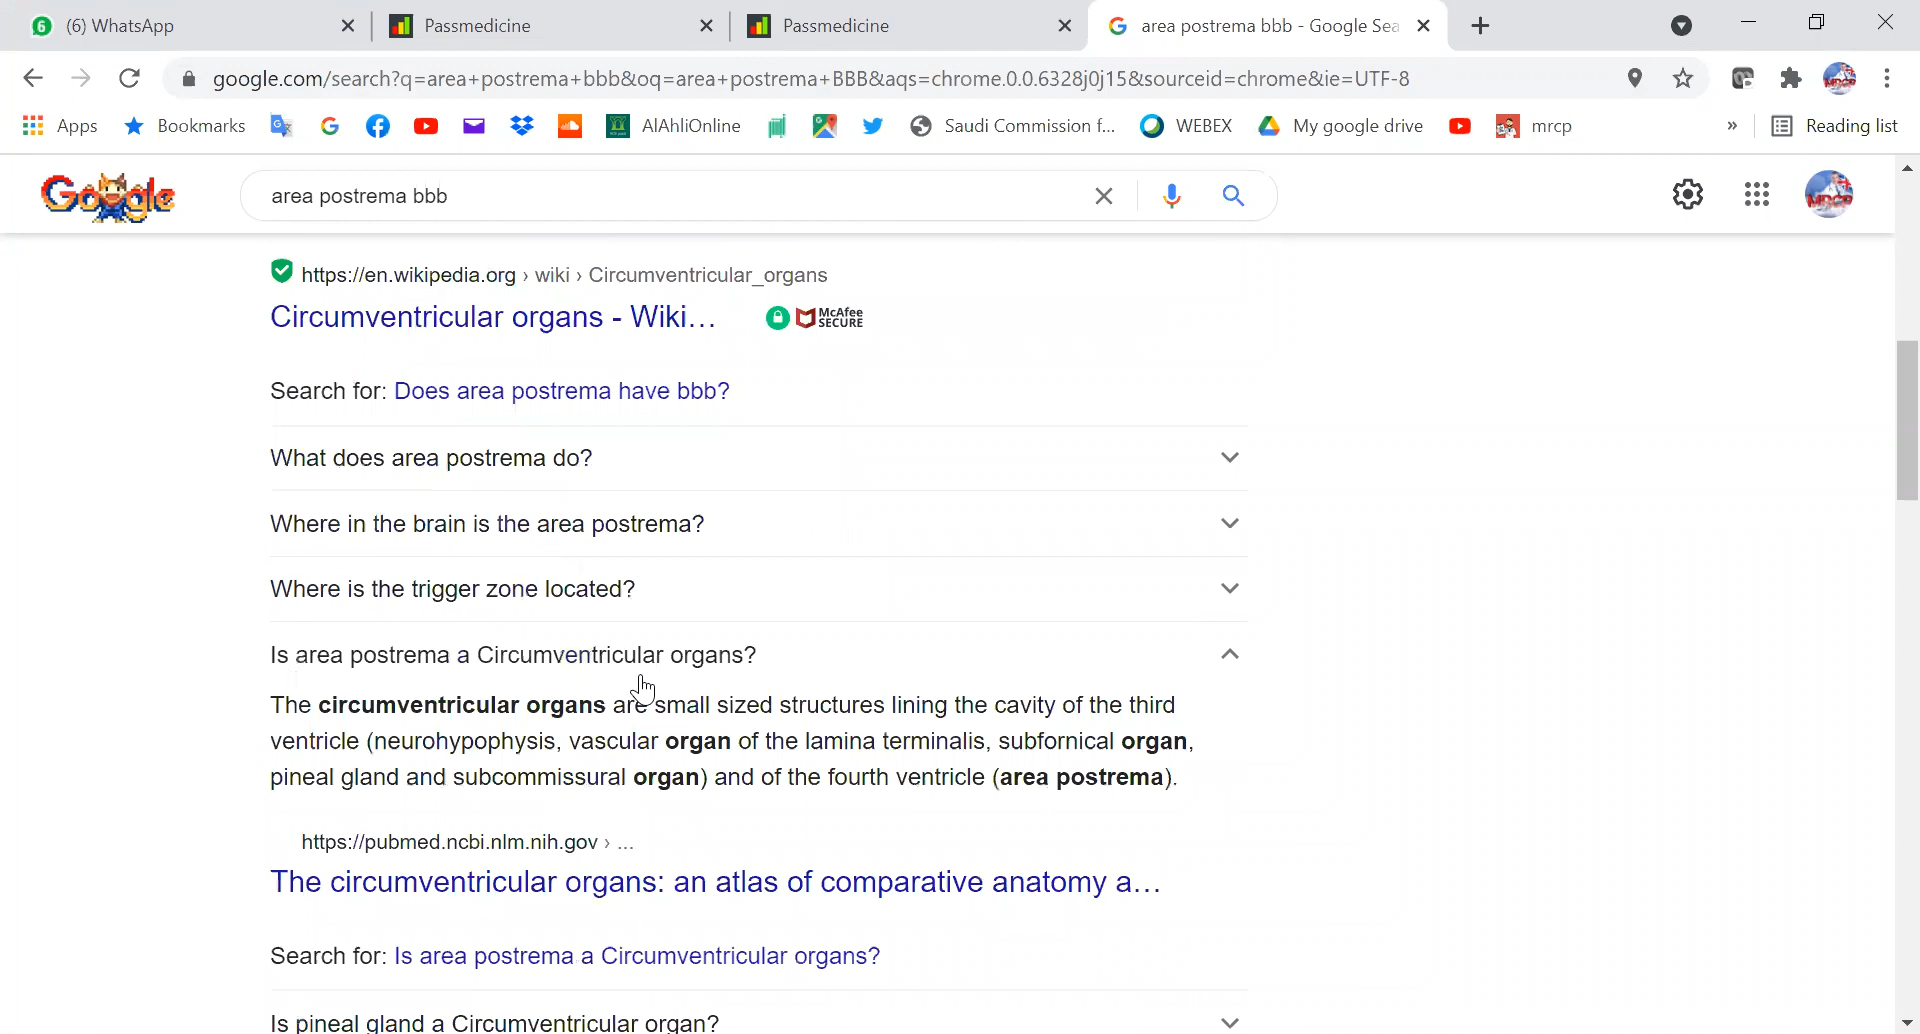 6 (6) WhatsApp
Passmedicine
Passmedicine
area postrema bbb - Google Sea
google.com/search?q=area+postrema+bbb&oq=area+postrema+BBB&aqs=chrome.0.0.6328j0j15&sourceid=chrome&ie=UTF-8
Apps Bookmarks AlAhliOnline Saudi Commission f... WEBEX My google drive mrcp » Reading list
Google area postrema bbb MRCP
https://en.wikipedia.org › wiki › Circumventricular_organs
Circumventricular organs - Wiki... McAfee SECURE
Search for: Does area postrema have bbb?
What does area postrema do?
Where in the brain is the area postrema?
Where is the trigger zone located?
Is area postrema a Circumventricular organs?
The circumventricular organs are small sized structures lining the cavity of the third
ventricle (neurohypophysis, vascular organ of the lamina terminalis, subfornical organ,
pineal gland and subcommissural organ) and of the fourth ventricle (area postrema).
https://pubmed.ncbi.nlm.nih.gov › ...
The circumventricular organs: an atlas of comparative anatomy a...
Search for: Is area postrema a Circumventricular organs?
Is pineal gland a Circumventricular organ?